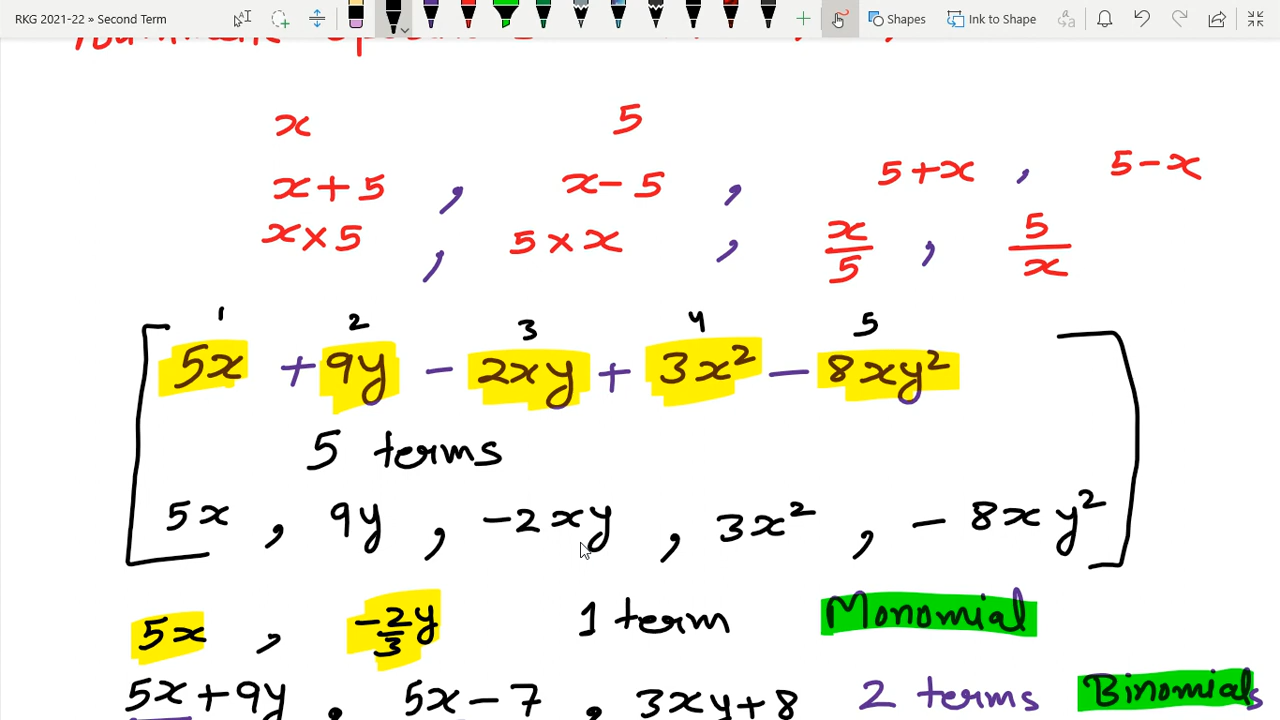 RKG 2021-22 » Second Term
Shapes
Ink to Shape
x 5
x + 5 , x - 5 , 5 + x , 5 - x
x × 5 , 5 × x , x/5 , 5/x
1 2 3 4 5
5x + 9y - 2xy + 3x² - 8xy²
5 terms
5x , 9y , -2xy , 3x² , - 8xy²
5x , -2/3 y 1 term Monomial
5x + 9y , 5x - 7 , 3xy + 8 2 terms Binomials